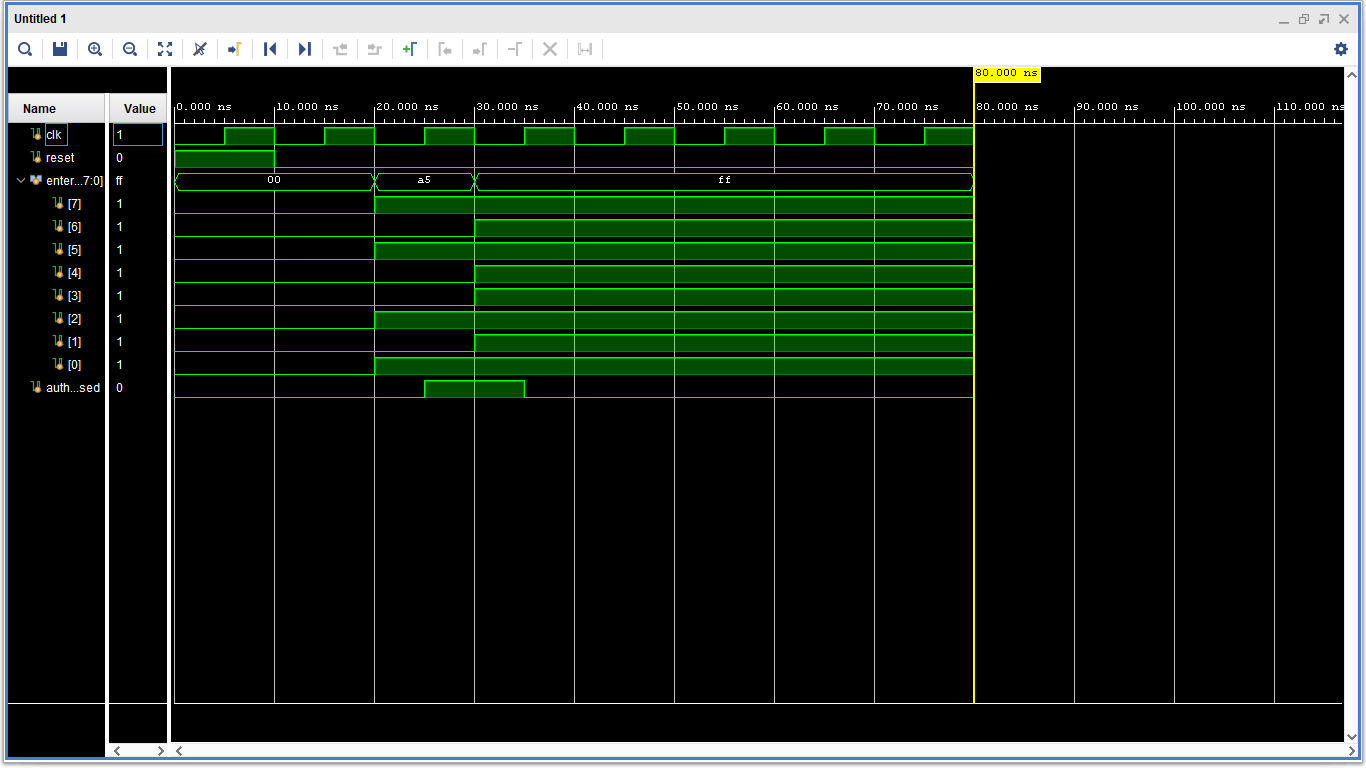 Untitled 1
80.000 ns
Name Value
0.000 ns 10.000 ns 20.000 ns 30.000 ns 40.000 ns 50.000 ns 60.000 ns 70.000 ns 80.000 ns 90.000 ns 100.000 ns 110.000 ns
clk 1
reset 0
enter...7:0] ff 00 a5 ff
[7] 1
[6] 1
[5] 1
[4] 1
[3] 1
[2] 1
[1] 1
[0] 1
auth...sed 0